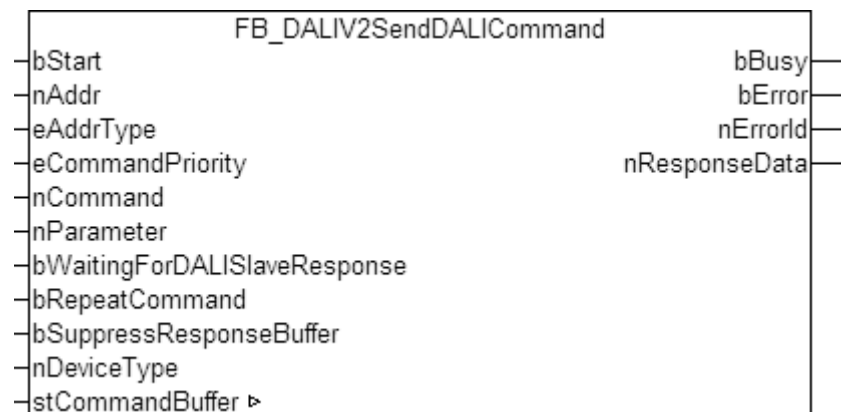 FB_DALIV2SendDALICommand
bStart bBusy
nAddr bError
eAddrType nErrorId
eCommandPriority nResponseData
nCommand
nParameter
bWaitingForDALISlaveResponse
bRepeatCommand
bSuppressResponseBuffer
nDeviceType
stCommandBuffer ▹